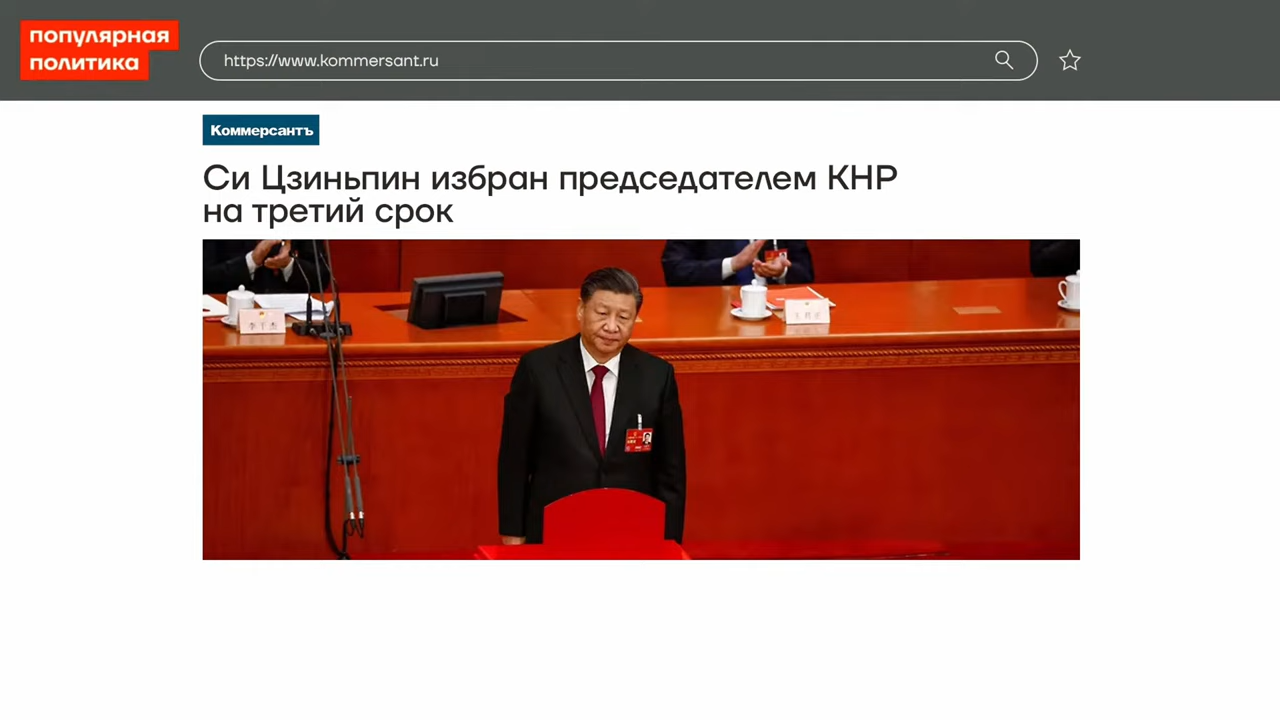 популярная
политика
https://www.kommersant.ru
Коммерсантъ
Си Цзиньпин избран председателем КНР
на третий срок